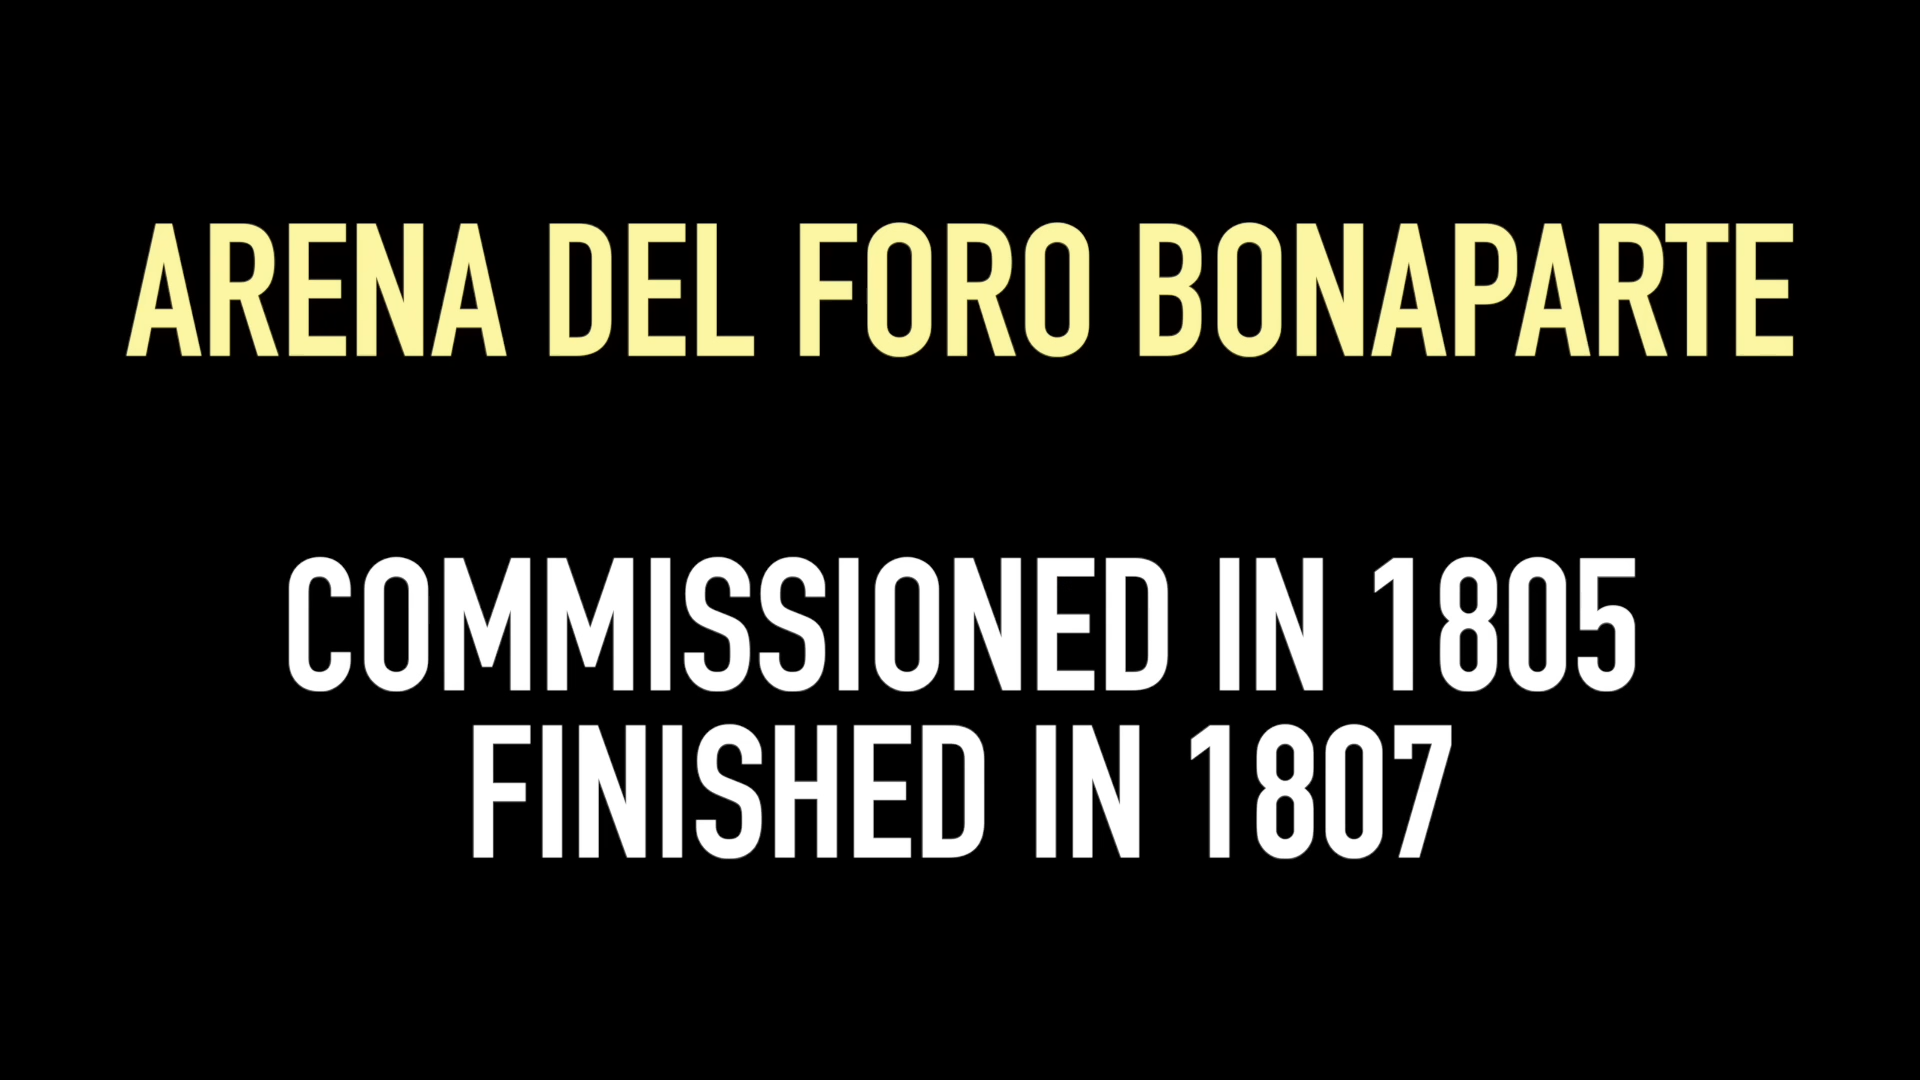 ARENA DEL FORO BONAPARTE
COMMISSIONED IN 1805
FINISHED IN 1807